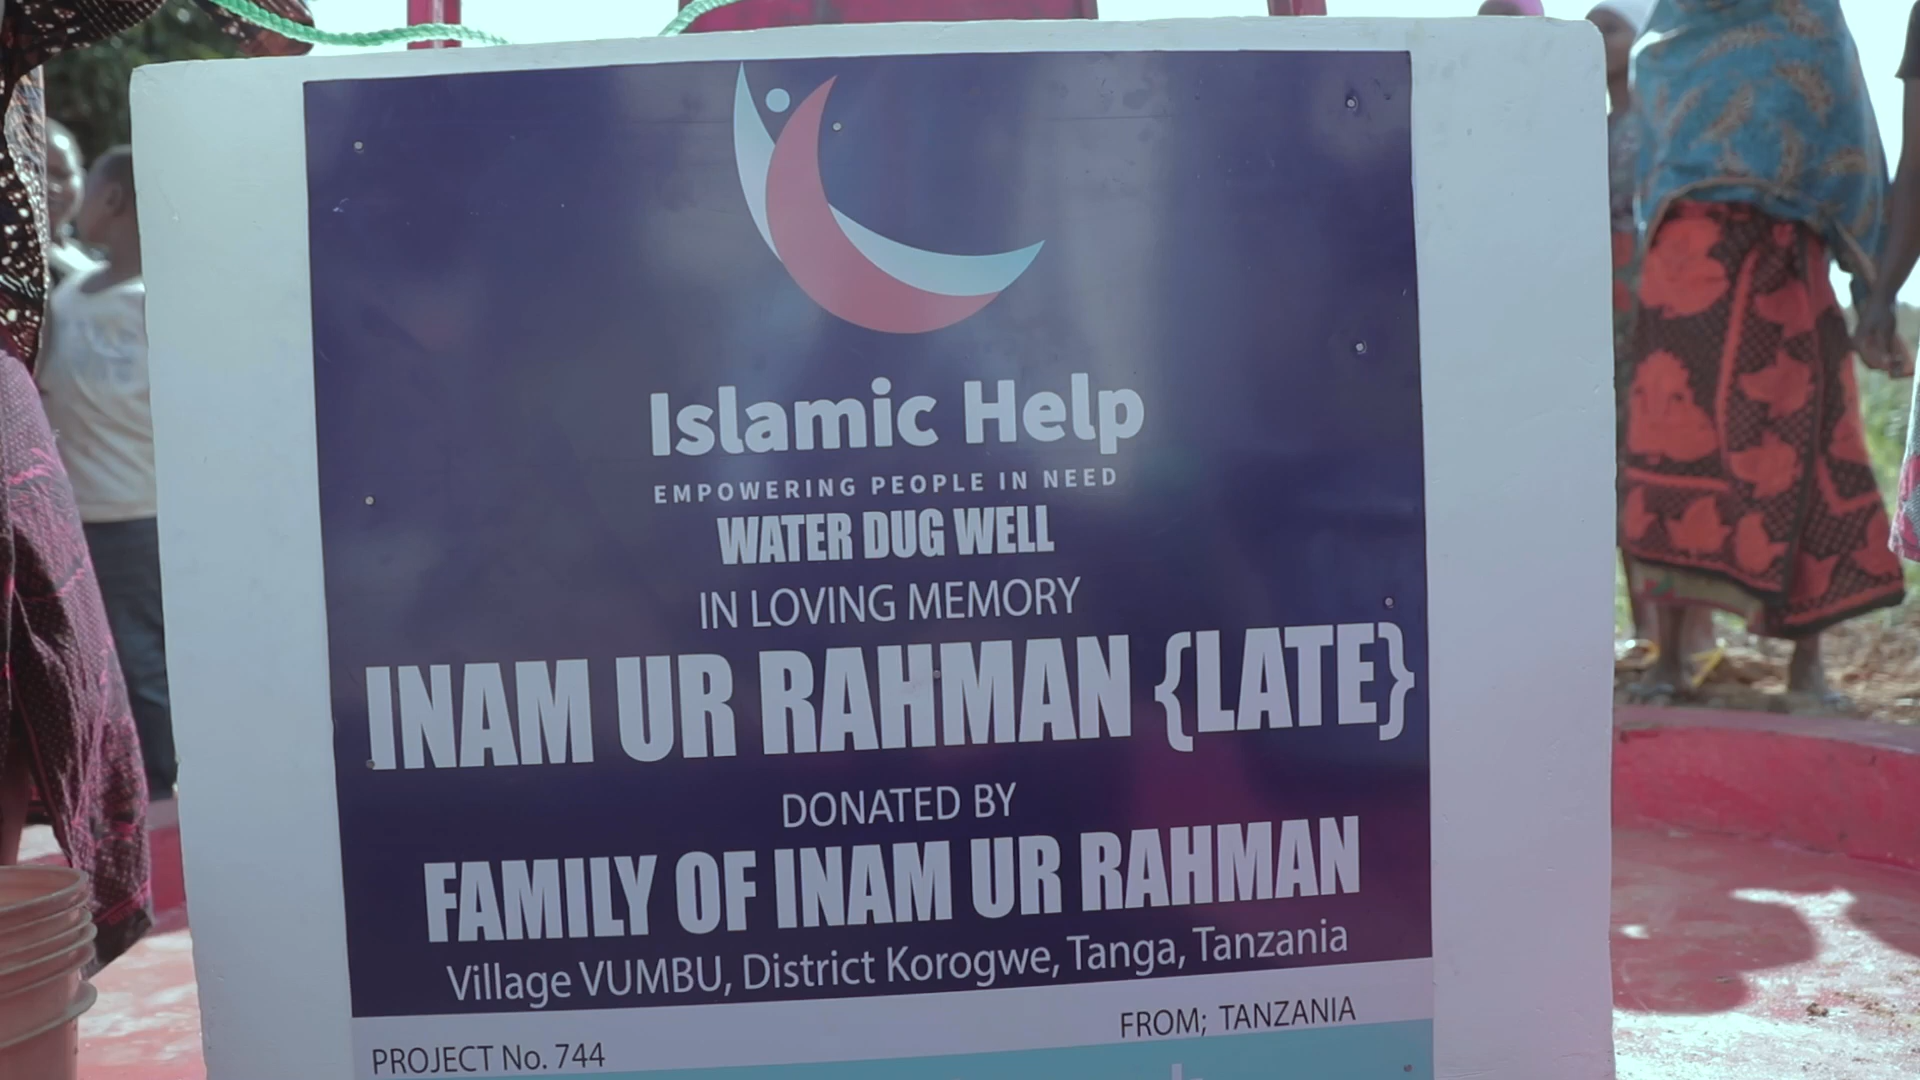 Islamic Help
EMPOWERING PEOPLE IN NEED
WATER DUG WELL
IN LOVING MEMORY
INAM UR RAHMAN {LATE}
DONATED BY
FAMILY OF INAM UR RAHMAN
Village VUMBU, District Korogwe, Tanga, Tanzania
PROJECT No. 744
FROM; TANZANIA